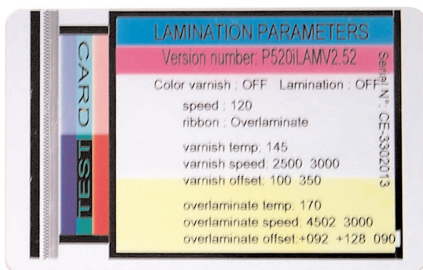 LAMINATION PARAMETERS
Version number: P520iLAMV2.52
Color varnish : OFF Lamination : OFF
speed : 120
ribbon : Overlaminate
varnish temp: 145
varnish speed: 2500 3000
varnish offset: 100 350
overlaminate temp: 170
overlaminate speed: 4502 3000
overlaminate offset:+092 +128 090
Serial N°: CE-3302013
CARD
TEST